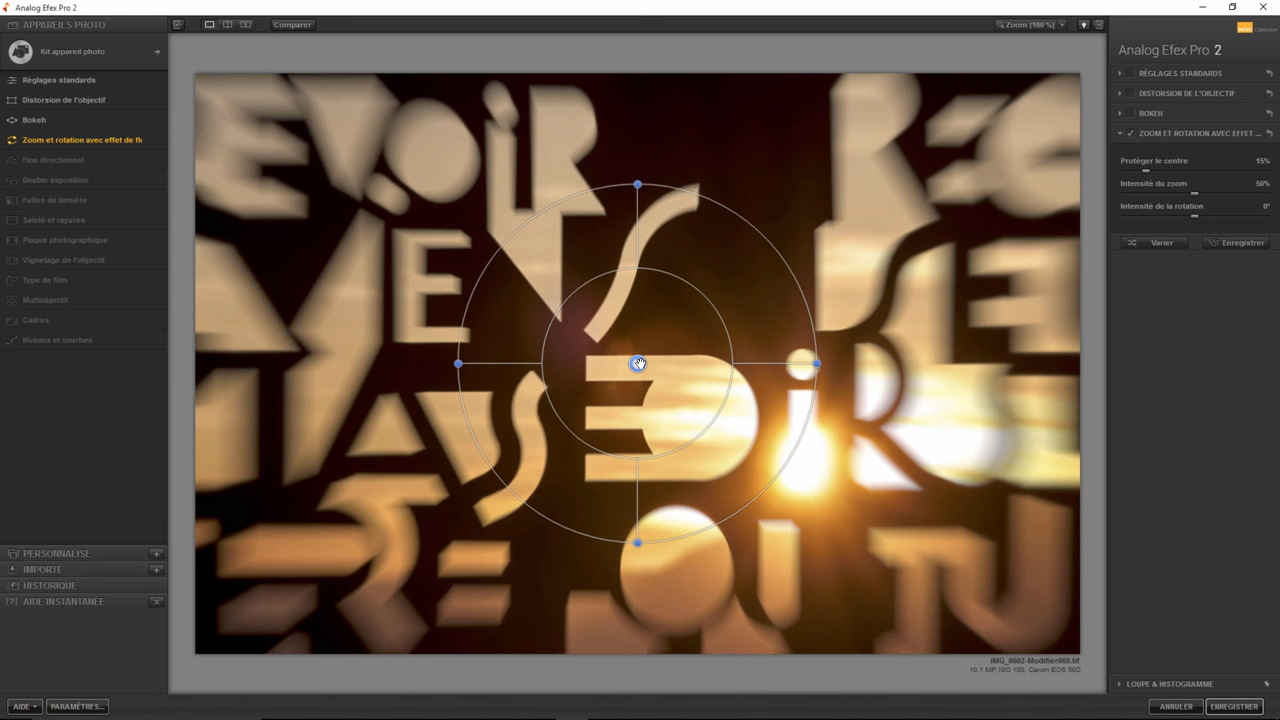 Analog Efex Pro 2
APPAREILS PHOTO
Comparer
Zoom (100 %)
Kit appareil photo
Réglages standards
Distorsion de l'objectif
Bokeh
Zoom et rotation avec effet de flo
Flou directionnel
Double exposition
Fuites de lumière
Saleté et rayures
Plaque photographique
Vignetage de l'objectif
Type de film
Multiobjectif
Cadres
Niveaux et courbes
PERSONNALISÉ
IMPORTÉ
HISTORIQUE
AIDE INSTANTANÉE
AIDE
PARAMÈTRES...
Collection
Analog Efex Pro 2
RÉGLAGES STANDARDS
DISTORSION DE L'OBJECTIF
BOKEH
ZOOM ET ROTATION AVEC EFFET ...
Protéger le centre 15%
Intensité du zoom 50%
Intensité de la rotation 0°
Varier
Enregistrer
IMG_0502-Modifier969.tif
10.1 MP, ISO 100, Canon EOS 50D
LOUPE & HISTOGRAMME
ANNULER
ENREGISTRER